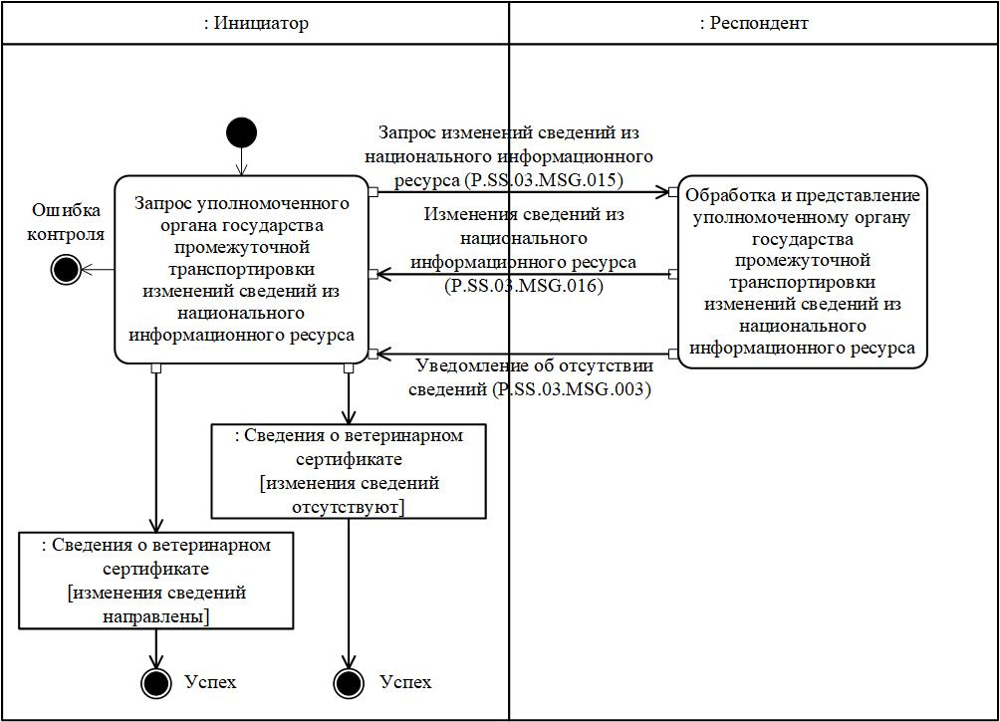 : Инициатор
: Респондент
Запрос изменений сведений из
национального информационного
ресурса (P.SS.03.MSG.015)
Ошибка
контроля
Запрос уполномоченного
органа государства
промежуточной
транспортировки
изменений сведений из
национального
информационного ресурса
Изменения сведений из
национального
информационного ресурса
(P.SS.03.MSG.016)
Обработка и представление
уполномоченному органу
государства
промежуточной
транспортировки
изменений сведений из
национального
информационного ресурса
Уведомление об отсутствии
сведений (P.SS.03.MSG.003)
: Сведения о ветеринарном
сертификате
[изменения сведений
отсутствуют]
: Сведения о ветеринарном
сертификате
[изменения сведений
направлены]
Успех
Успех